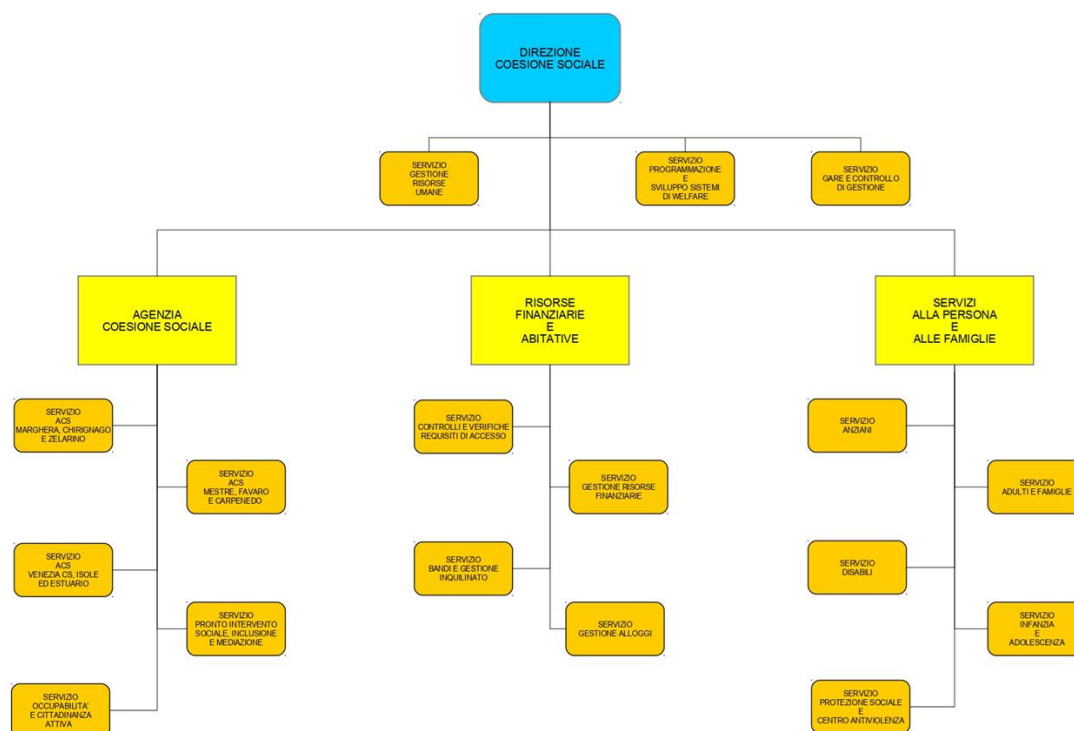 DIREZIONE
COESIONE SOCIALE
SERVIZIO
GESTIONE
RISORSE
UMANE
SERVIZIO
PROGRAMMAZIONE
E
SVILUPPO SISTEMI
DI WELFARE
SERVIZIO
GARE E CONTROLLO
DI GESTIONE
AGENZIA
COESIONE SOCIALE
RISORSE
FINANZIARIE
E
ABITATIVE
SERVIZI
ALLA PERSONA
E
ALLE FAMIGLIE
SERVIZIO
ACS
MARGHERA, CHIRIGNAGO
E ZELARINO
SERVIZIO
ACS
MESTRE, FAVARO
E CARPENEDO
SERVIZIO
ACS
VENEZIA CS, ISOLE
ED ESTUARIO
SERVIZIO
PRONTO INTERVENTO
SOCIALE, INCLUSIONE
E MEDIAZIONE
SERVIZIO
OCCUPABILITA'
E CITTADINANZA
ATTIVA
SERVIZIO
CONTROLLI E VERIFICHE
REQUISITI DI ACCESSO
SERVIZIO
GESTIONE RISORSE
FINANZIARIE
SERVIZIO
BANDI E GESTIONE
INQUILINATO
SERVIZIO
GESTIONE ALLOGGI
SERVIZIO
ANZIANI
SERVIZIO
ADULTI E FAMIGLIE
SERVIZIO
DISABILI
SERVIZIO
INFANZIA
E
ADOLESCENZA
SERVIZIO
PROTEZIONE SOCIALE
E
CENTRO ANTIVIOLENZA